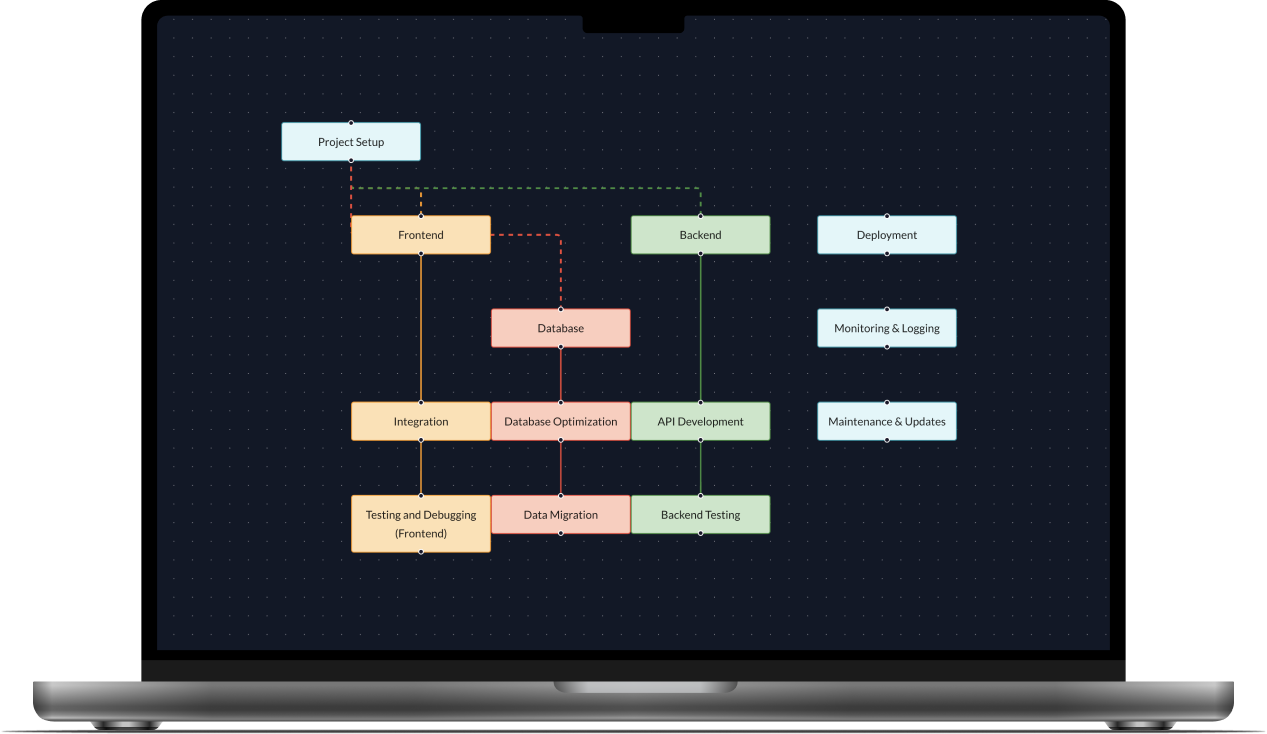 Project Setup
Frontend
Backend
Deployment
Database
Monitoring & Logging
Integration
Database Optimization
API Development
Maintenance & Updates
Testing and Debugging
(Frontend)
Data Migration
Backend Testing